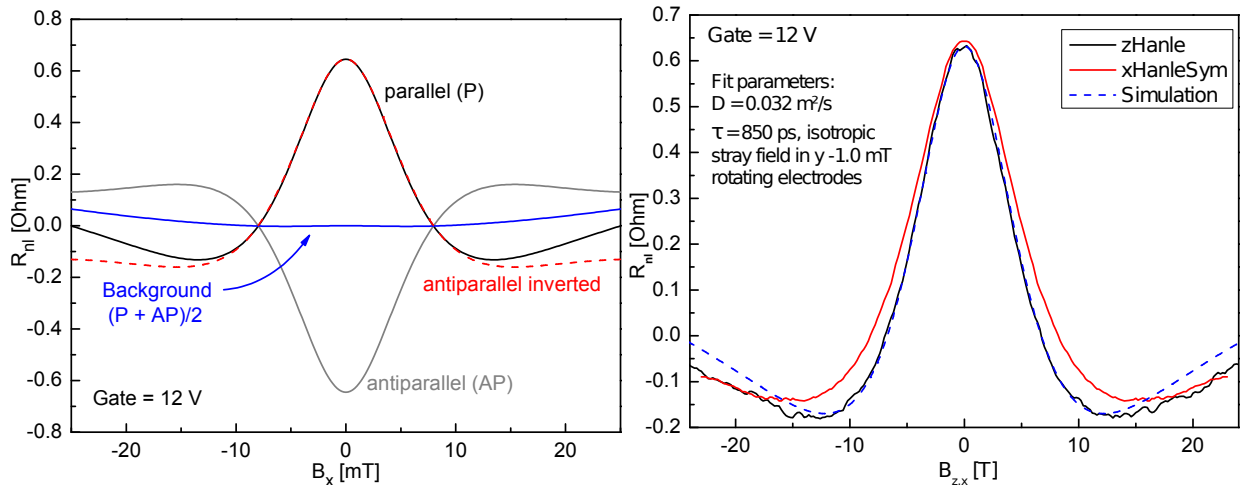 0.8
0.6
0.4
0.2
0.0
-0.2
-0.4
-0.6
-0.8
R_nl [Ohm]
parallel (P)
antiparallel inverted
Background
(P + AP)/2
antiparallel (AP)
Gate = 12 V
-20 -10 0 10 20
B_x [mT]
0.7
0.6
0.5
0.4
0.3
0.2
0.1
0.0
-0.1
-0.2
R_nl [Ohm]
Gate = 12 V
Fit parameters:
D = 0.032 m²/s
τ = 850 ps, isotropic
stray field in y -1.0 mT
rotating electrodes
zHanle
xHanleSym
Simulation
-20 -10 0 10 20
B_z,x [T]